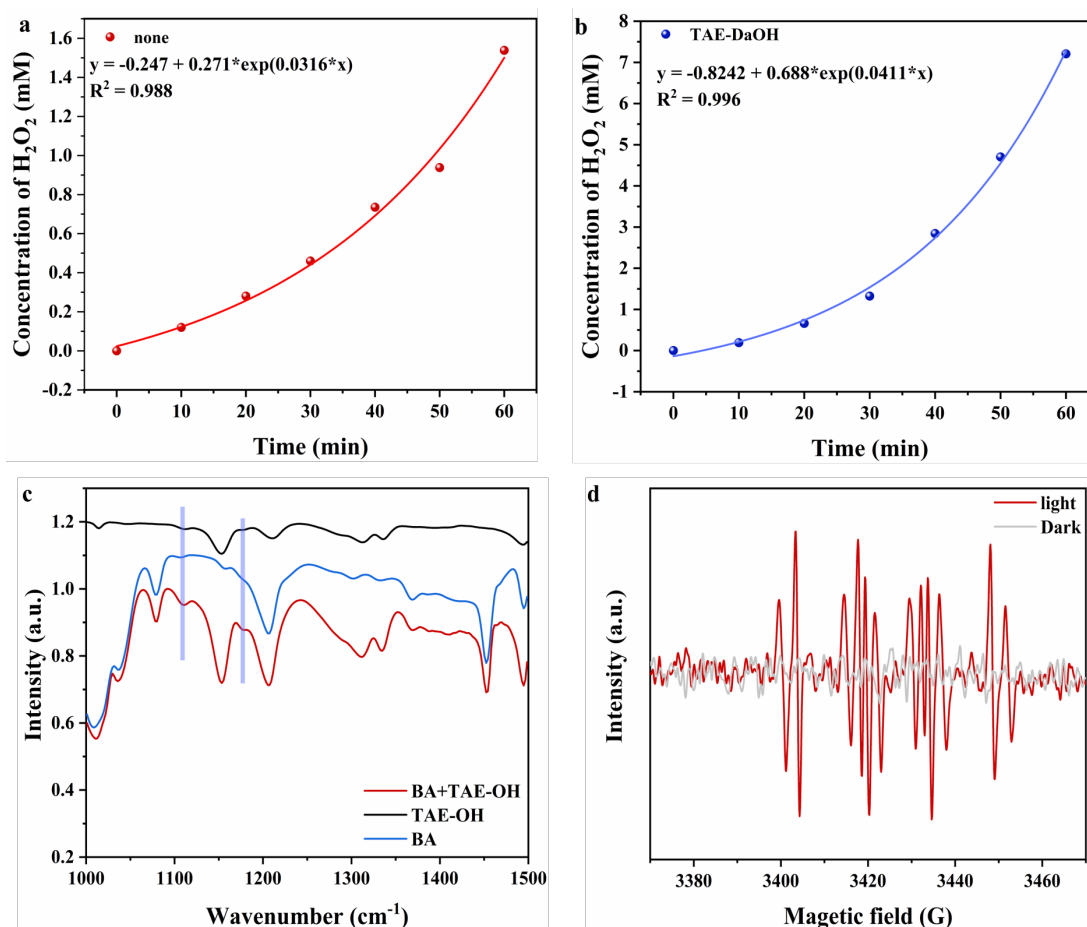 a
none
y = -0.247 + 0.271*exp(0.0316*x)
R² = 0.988
Concentration of H₂O₂ (mM)
1.6
1.4
1.2
1.0
0.8
0.6
0.4
0.2
0.0
-0.2
0 10 20 30 40 50 60
Time (min)
b
TAE-DaOH
y = -0.8242 + 0.688*exp(0.0411*x)
R² = 0.996
Concentration of H₂O₂ (mM)
8
7
6
5
4
3
2
1
0
-1
0 10 20 30 40 50 60
Time (min)
c
Intensity (a.u.)
1.2
1.0
0.8
0.6
0.4
0.2
BA+TAE-OH
TAE-OH
BA
1000 1100 1200 1300 1400 1500
Wavenumber (cm⁻¹)
d
light
Dark
Intensity (a.u.)
3380 3400 3420 3440 3460
Magetic field (G)